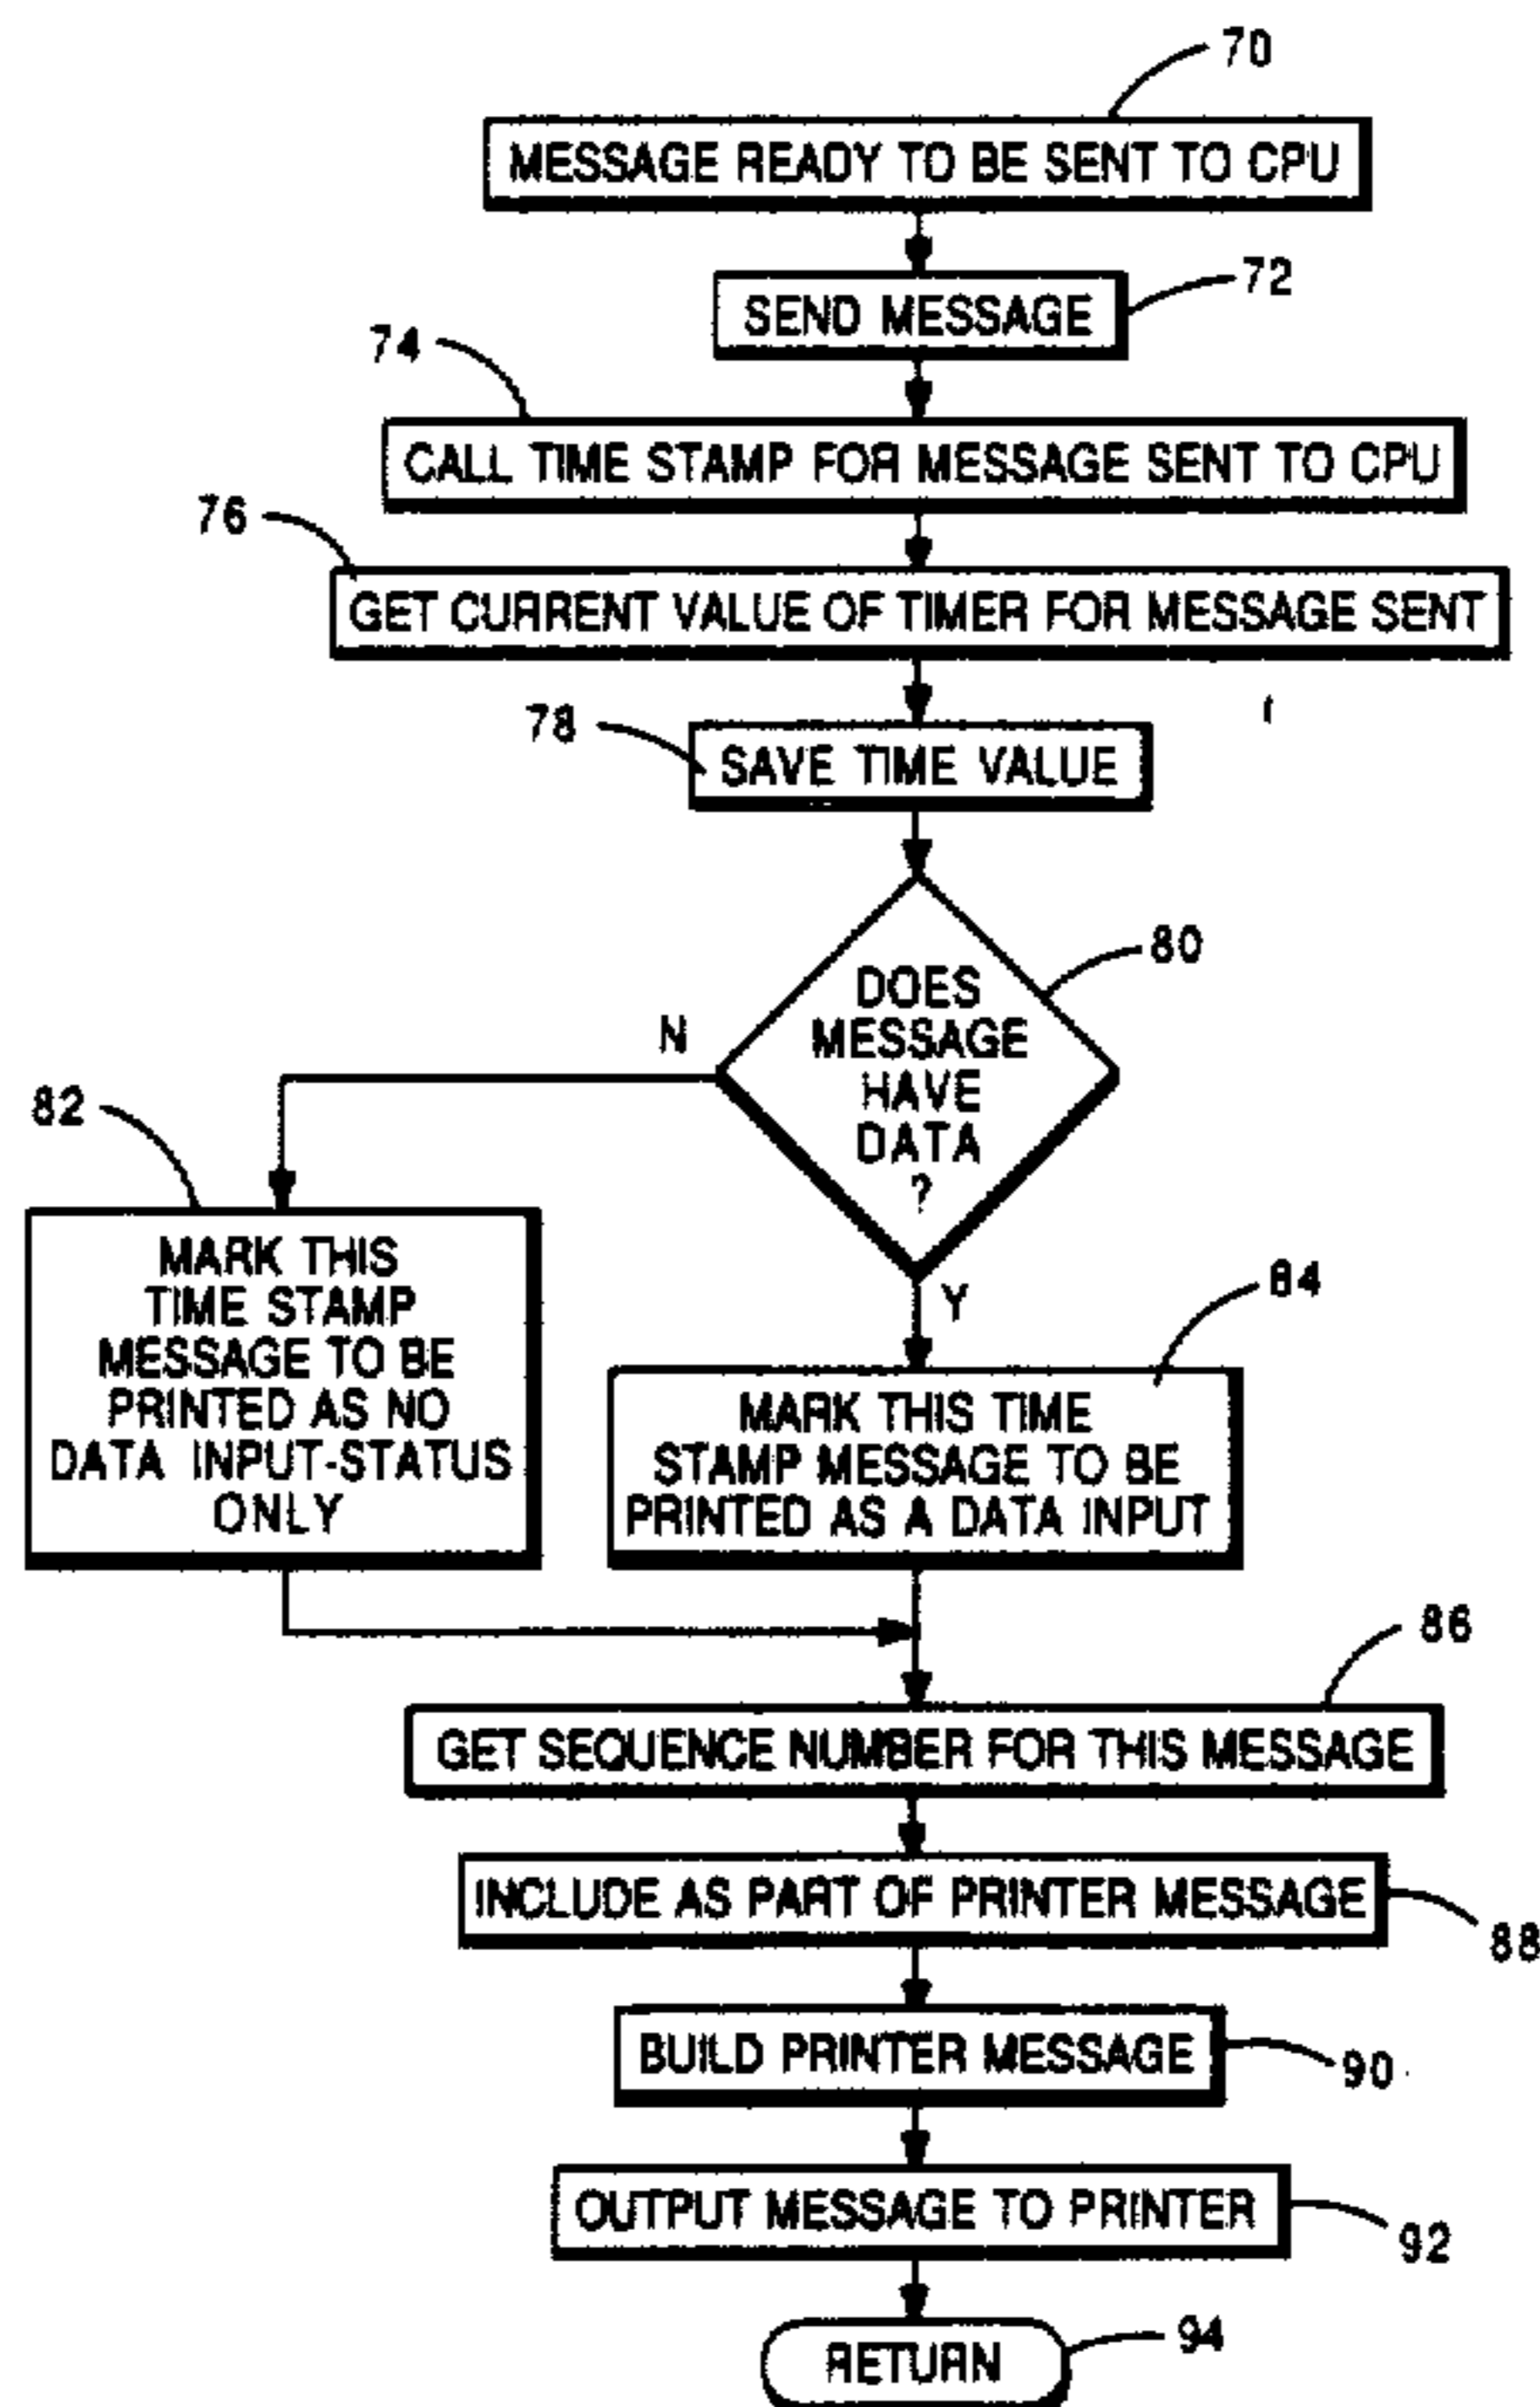 70
MESSAGE READY TO BE SENT TO CPU
72
SEND MESSAGE
74
CALL TIME STAMP FOR MESSAGE SENT TO CPU
76
GET CURRENT VALUE OF TIMER FOR MESSAGE SENT
78
SAVE TIME VALUE
80
DOES
MESSAGE
HAVE
DATA
?
N
Y
82
MARK THIS
TIME STAMP
MESSAGE TO BE
PRINTED AS NO
DATA INPUT-STATUS
ONLY
84
MARK THIS TIME
STAMP MESSAGE TO BE
PRINTED AS A DATA INPUT
86
GET SEQUENCE NUMBER FOR THIS MESSAGE
INCLUDE AS PART OF PRINTER MESSAGE
88
BUILD PRINTER MESSAGE
90
OUTPUT MESSAGE TO PRINTER
92
RETURN
94